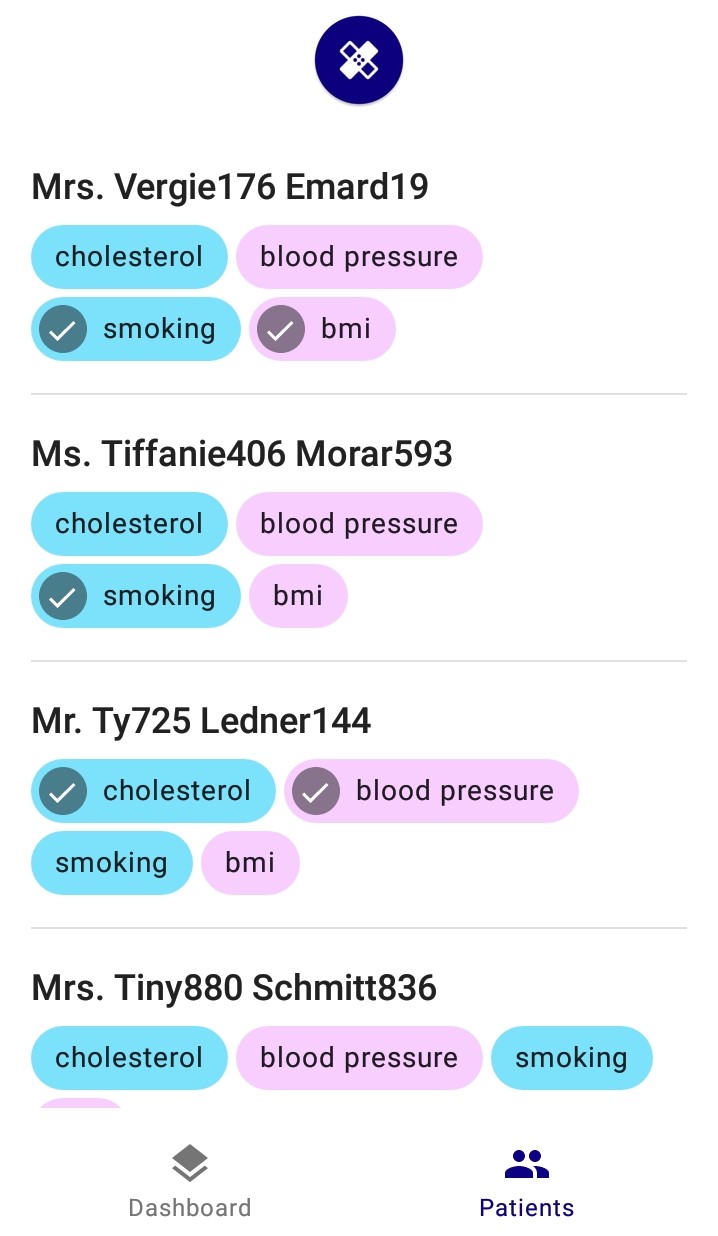 Mrs. Vergie176 Emard19
cholesterol blood pressure
smoking bmi
Ms. Tiffanie406 Morar593
cholesterol blood pressure
smoking bmi
Mr. Ty725 Ledner144
cholesterol blood pressure
smoking bmi
Mrs. Tiny880 Schmitt836
cholesterol blood pressure smoking
Dashboard Patients